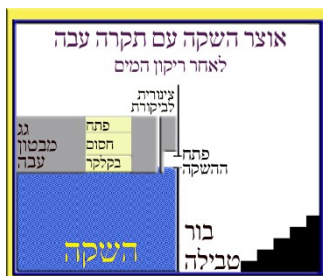 אוצר השקה עם תקרה עבה
לאחר ריקון המים
צינורית
לביקורת
גג
מבטון
עבה
פתח
חסום
בקלקר
פתח
ההשקה
השקה
בור
טבילה